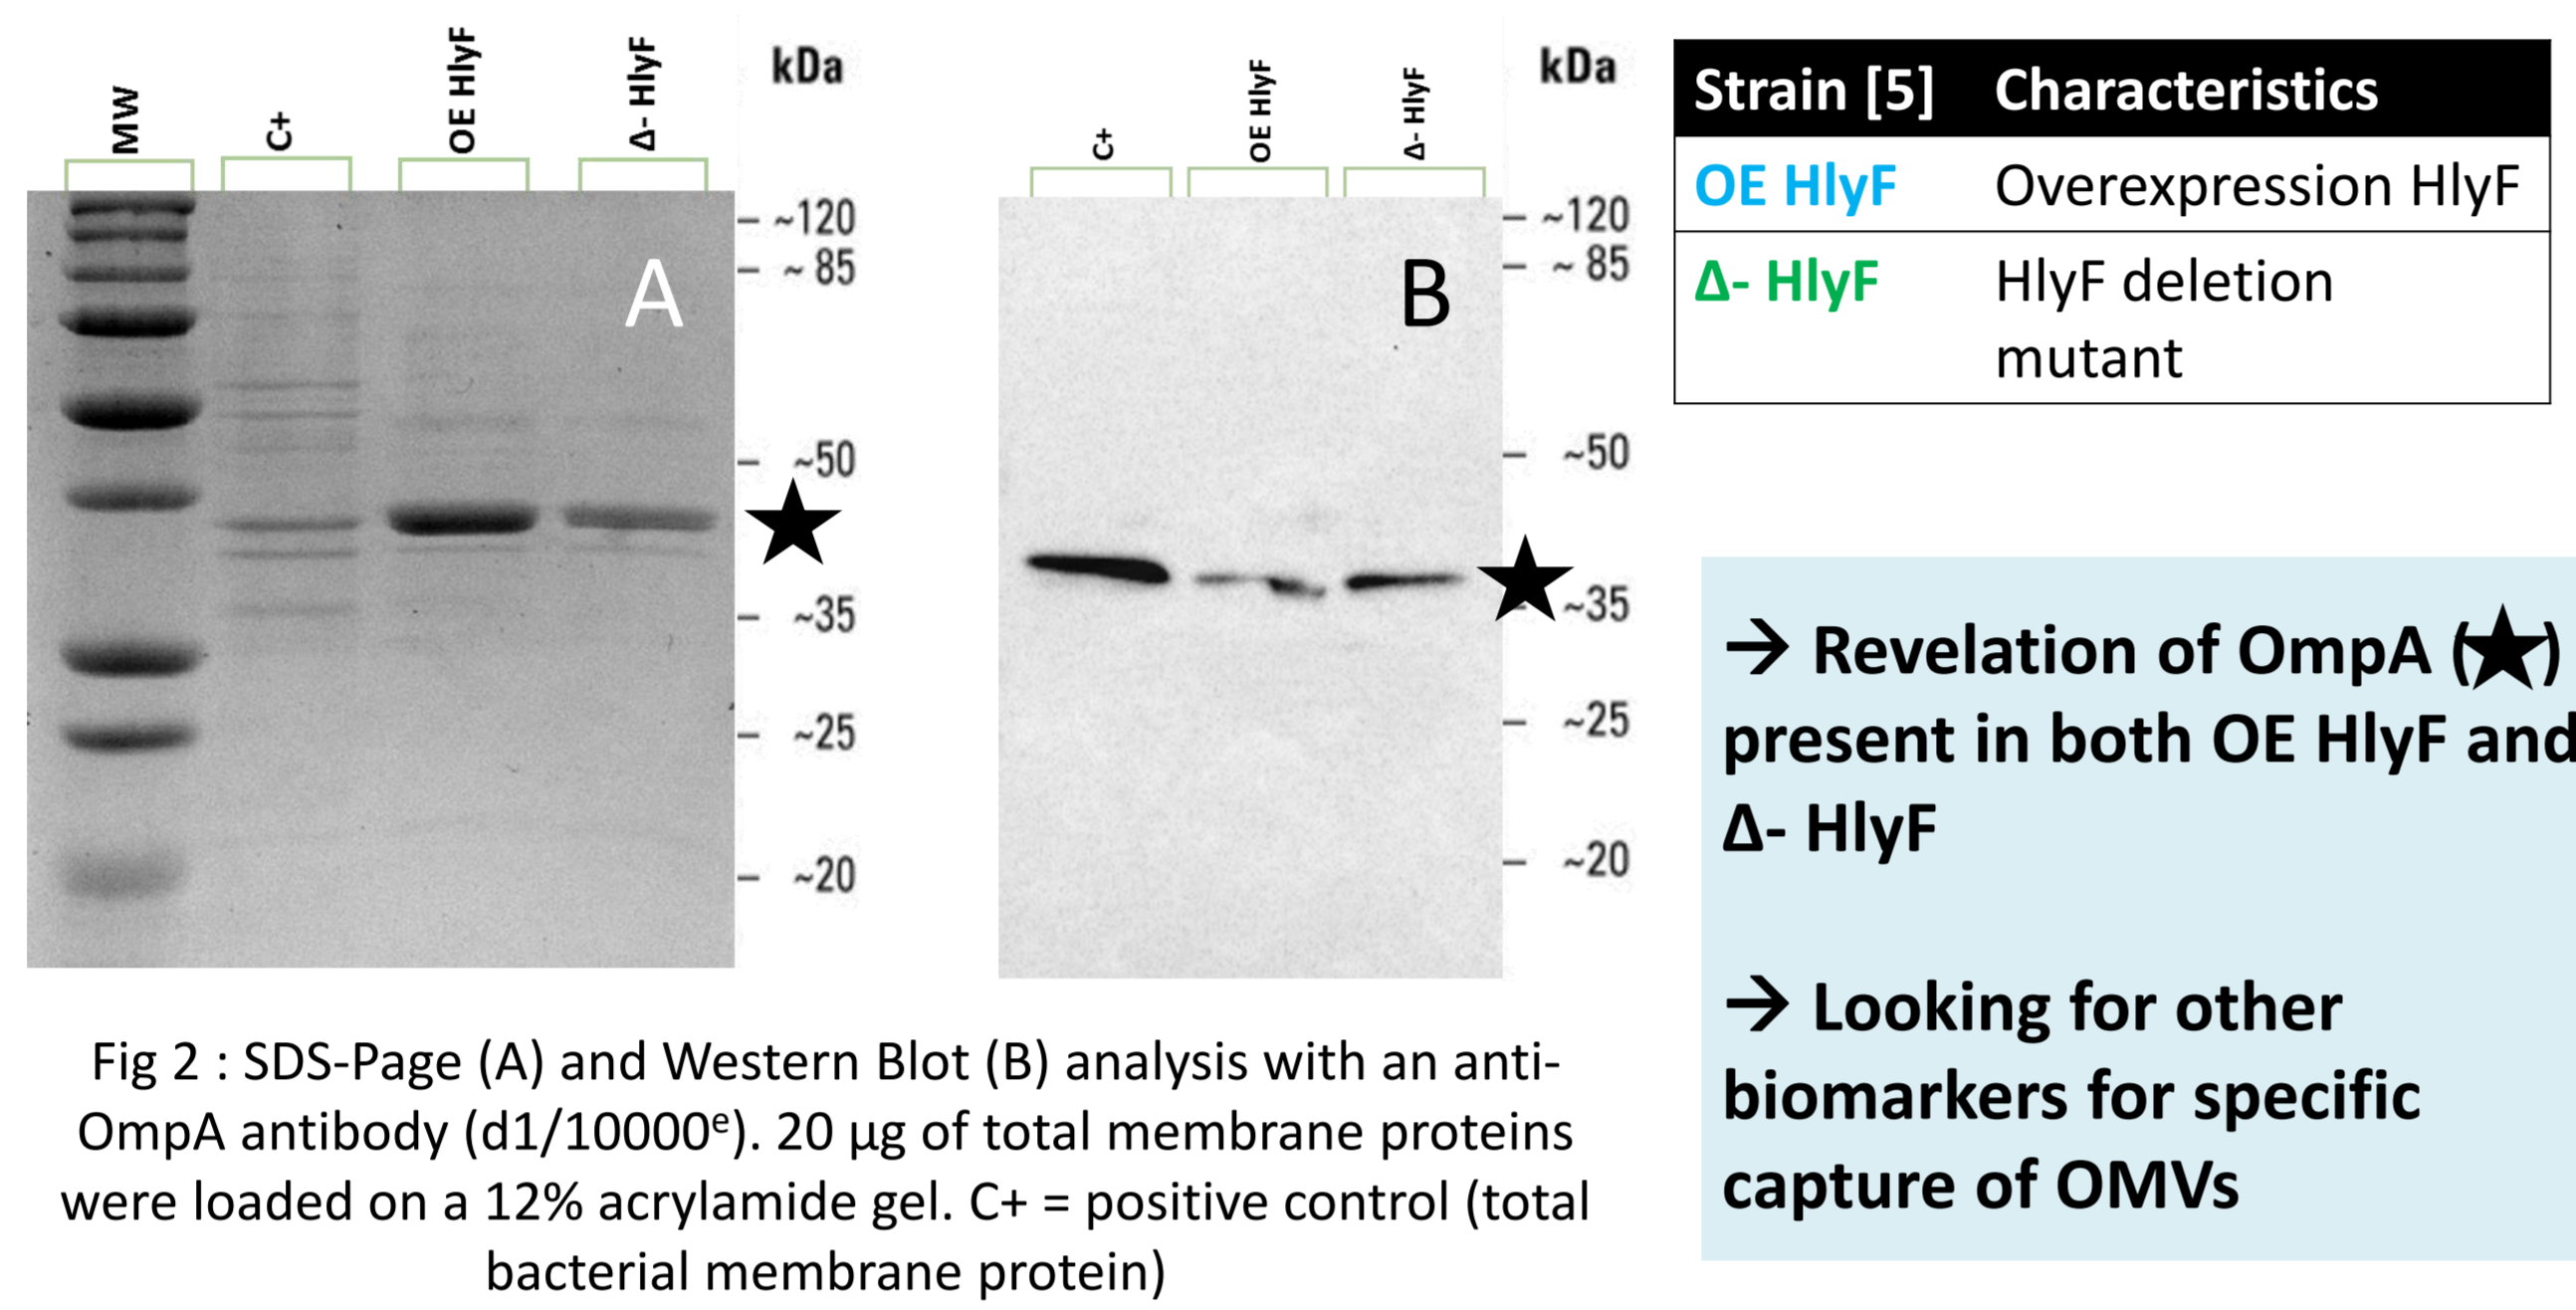 MW
C+
OE HlyF
Δ- HlyF
kDa
~120
~ 85
~50
~35
~25
~20
A
C+
OE HlyF
Δ- HlyF
kDa
~120
~ 85
~50
~35
~25
~20
B
Strain [5] Characteristics
OE HlyF Overexpression HlyF
Δ- HlyF HlyF deletion
mutant
→ Revelation of OmpA (★)
present in both OE HlyF and
Δ- HlyF
→ Looking for other
biomarkers for specific
capture of OMVs
Fig 2 : SDS-Page (A) and Western Blot (B) analysis with an anti-
OmpA antibody (d1/10000ᵉ). 20 µg of total membrane proteins
were loaded on a 12% acrylamide gel. C+ = positive control (total
bacterial membrane protein)